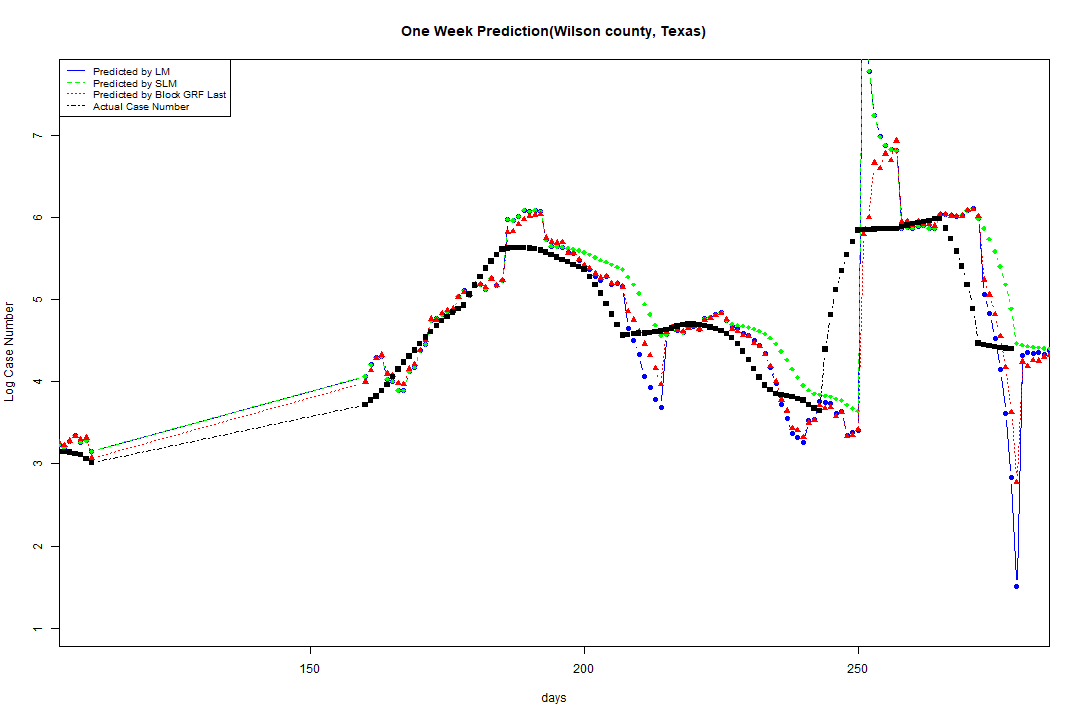 One Week Prediction(Wilson county, Texas)
Predicted by LM
Predicted by SLM
Predicted by Block GRF Last
Actual Case Number
7
6
5
4
3
2
1
Log Case Number
150 200 250
days